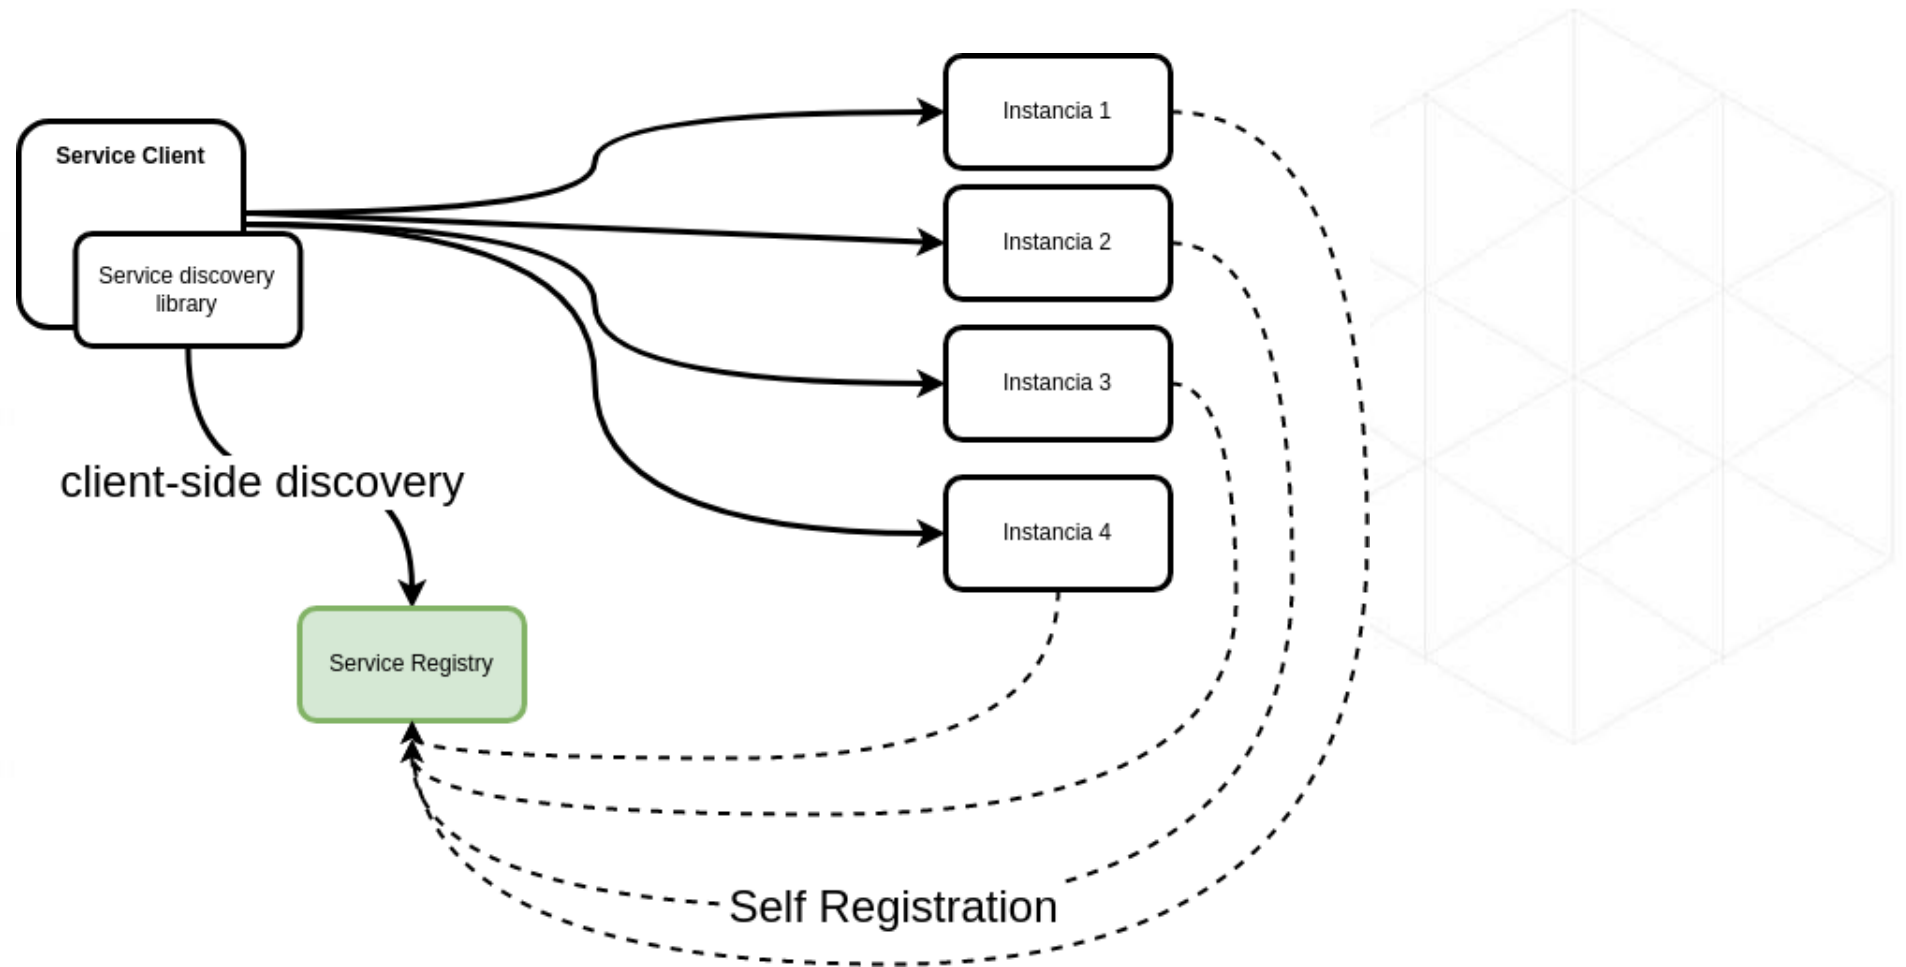 Service Client
Service discovery
library
client-side discovery
Service Registry
Instancia 1
Instancia 2
Instancia 3
Instancia 4
Self Registration